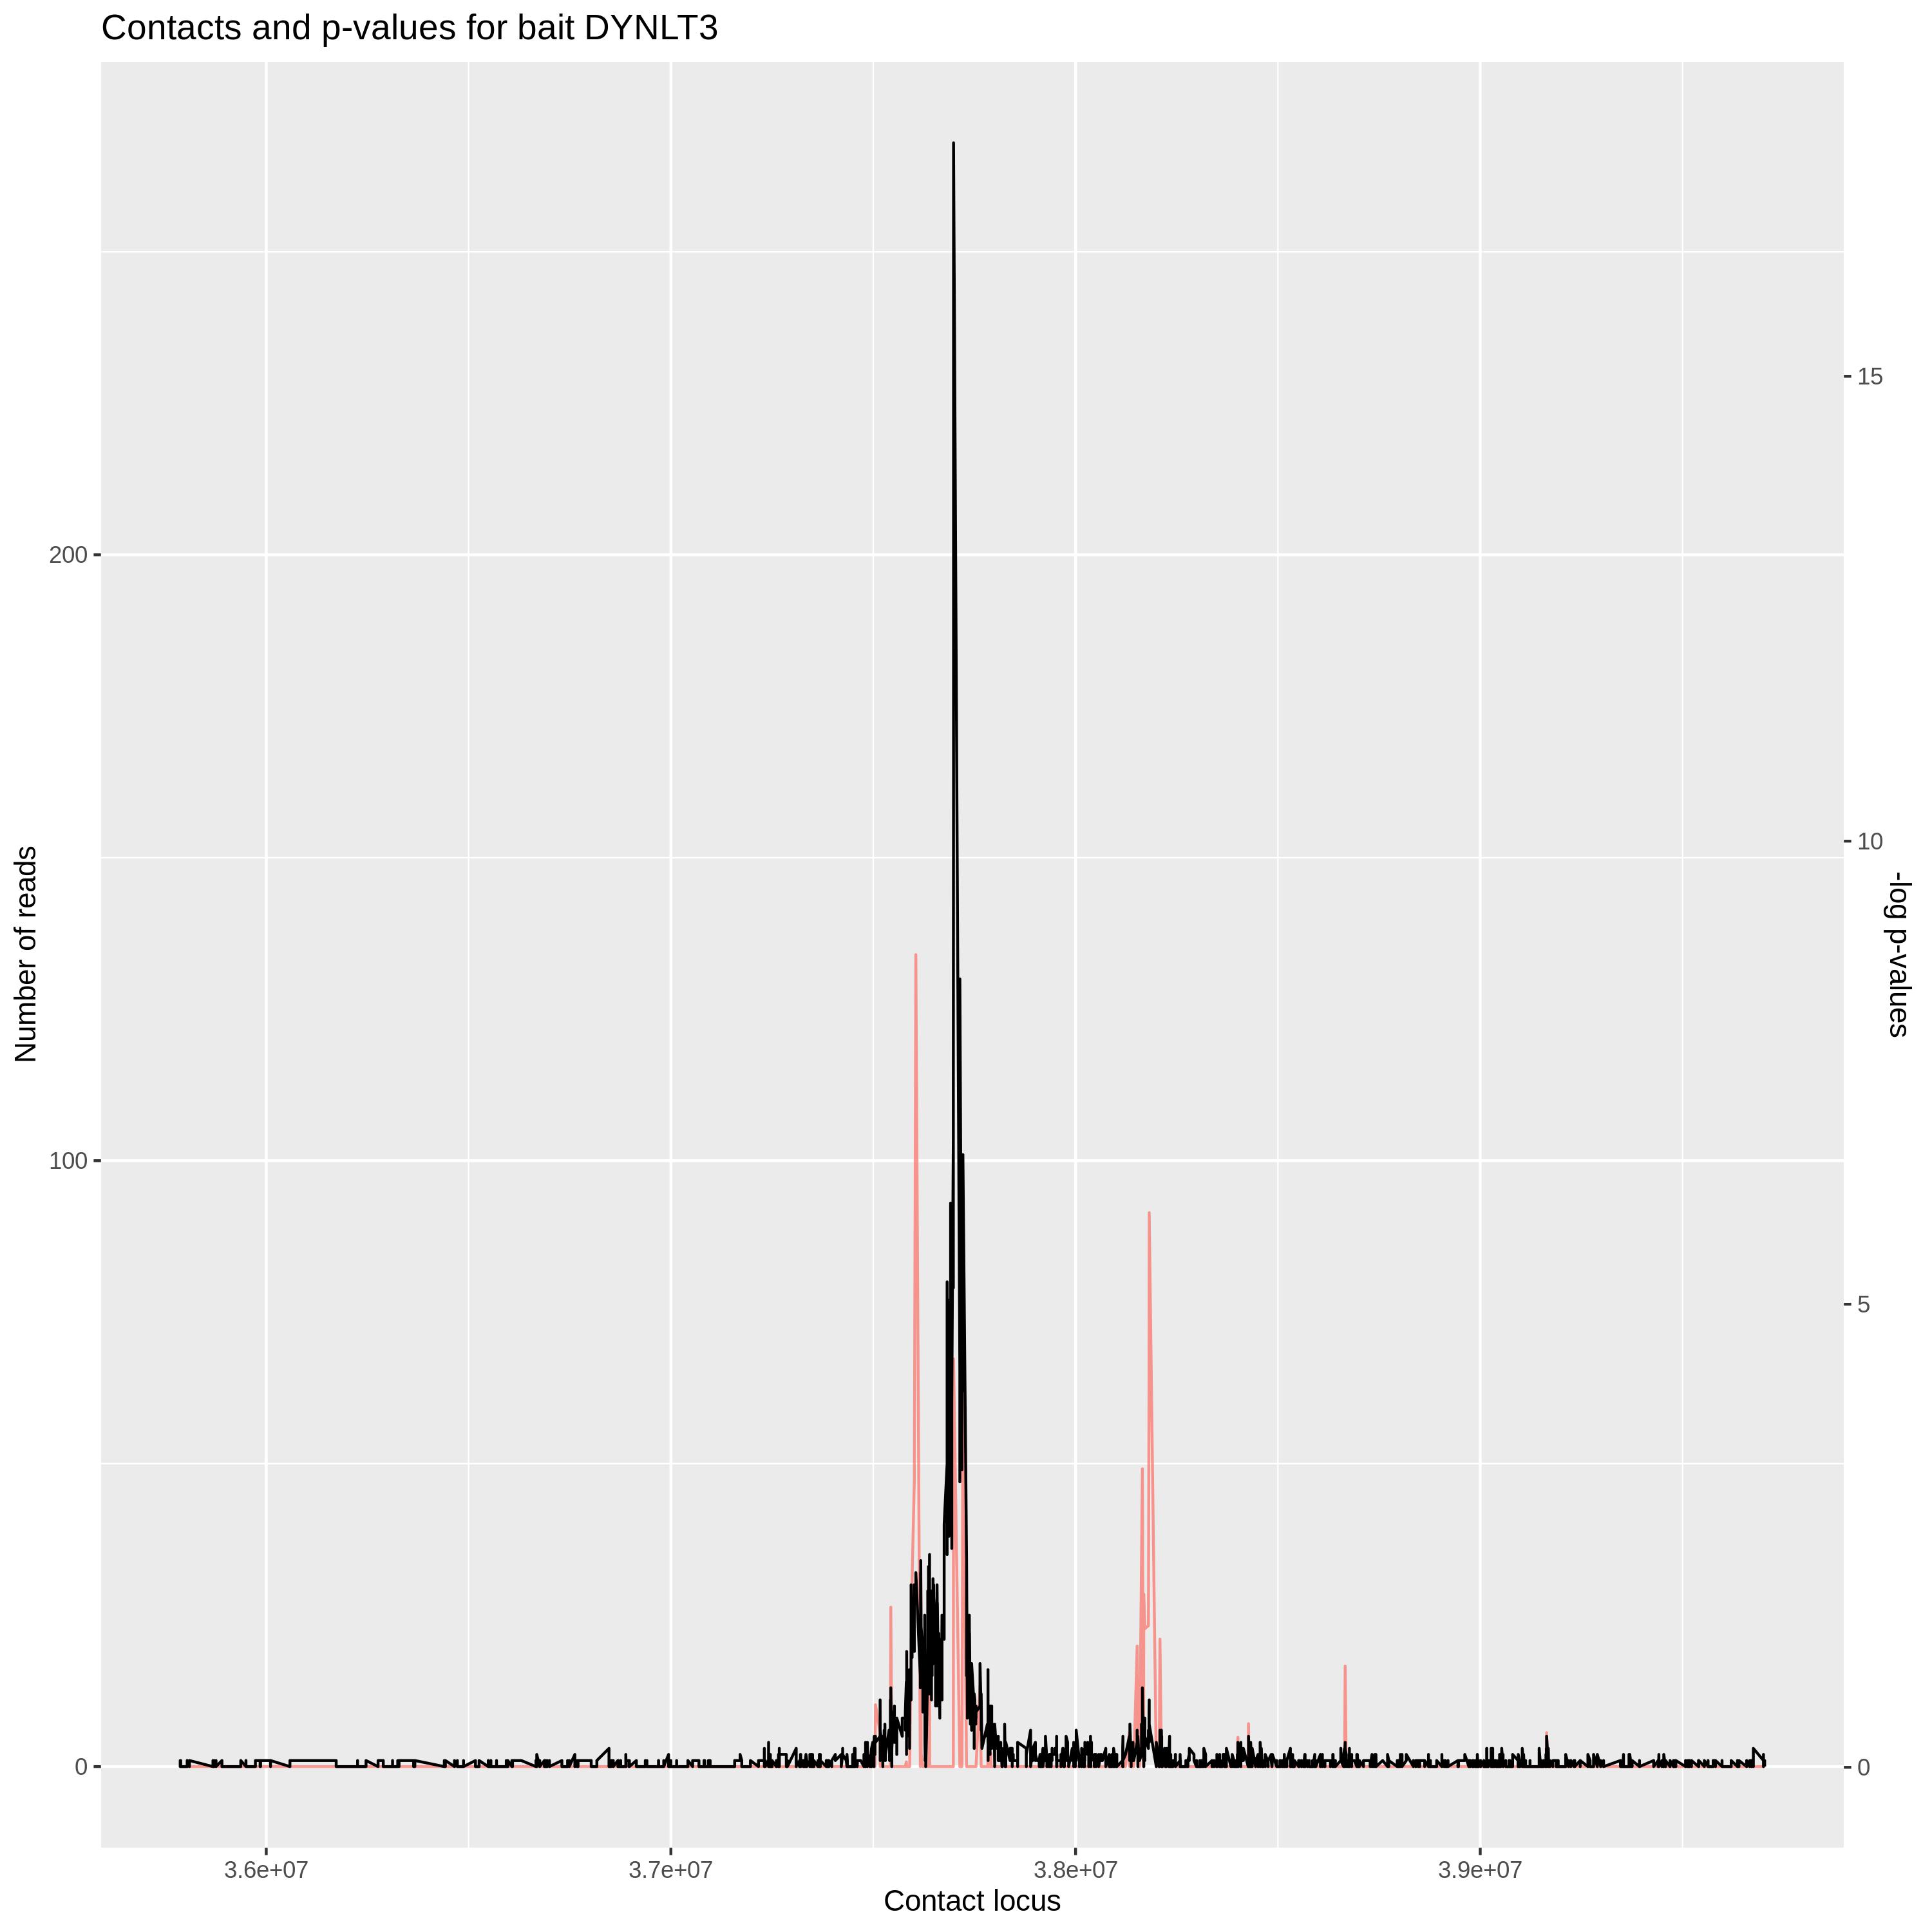 Contacts and p-values for bait DYNLT3
200
100
0
Number of reads
15
10
5
0
-log p-values
3.6e+07
3.7e+07
3.8e+07
3.9e+07
Contact locus